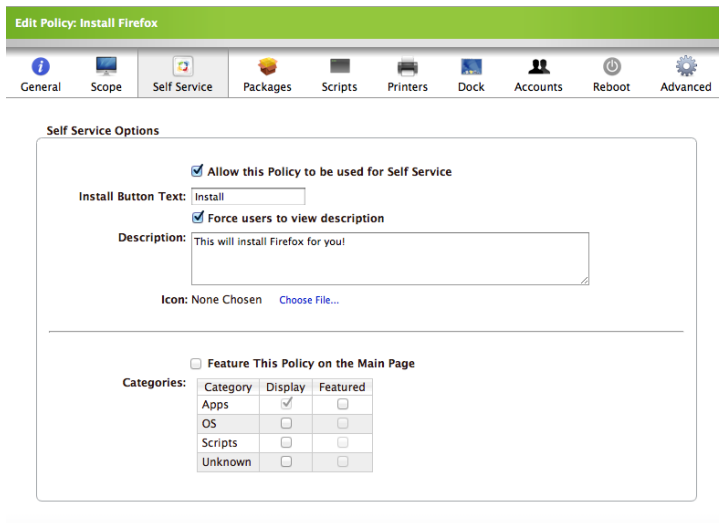 Edit Policy: Install Firefox
General Scope Self Service Packages Scripts Printers Dock Accounts Reboot Advanced
Self Service Options
Allow this Policy to be used for Self Service
Install Button Text: Install
Force users to view description
Description: This will install Firefox for you!
Icon: None Chosen Choose File...
Feature This Policy on the Main Page
Categories: Category Display Featured
Apps
OS
Scripts
Unknown